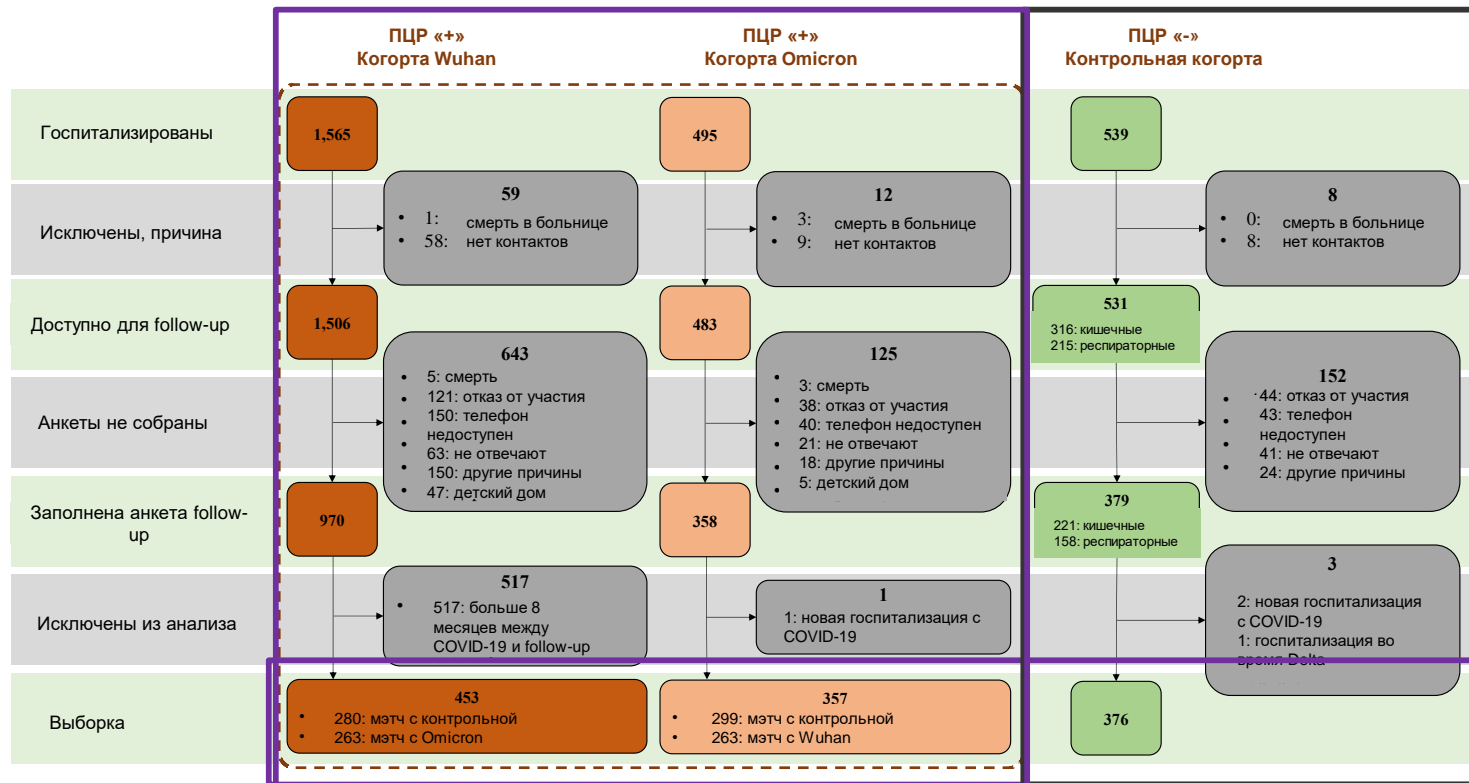 ПЦР «+»
Когорта Wuhan
ПЦР «+»
Когорта Omicron
ПЦР «-»
Контрольная когорта
Госпитализированы
1,565
495
539
Исключены, причина
59
• 1: смерть в больнице
• 58: нет контактов
12
• 3: смерть в больнице
• 9: нет контактов
8
• 0: смерть в больнице
• 8: нет контактов
Доступно для follow-up
1,506
483
531
316: кишечные
215: респираторные
Анкеты не собраны
643
• 5: смерть
• 121: отказ от участия
• 150: телефон
недоступен
• 63: не отвечают
• 150: другие причины
• 47: детский дом
125
• 3: смерть
• 38: отказ от участия
• 40: телефон недоступен
• 21: не отвечают
• 18: другие причины
• 5: детский дом
152
• 44: отказ от участия
• 43: телефон
недоступен
• 41: не отвечают
• 24: другие причины
Заполнена анкета follow-
up
970
358
379
221: кишечные
158: респираторные
Исключены из анализа
517
• 517: больше 8
месяцев между
COVID-19 и follow-up
1
1: новая госпитализация с
COVID-19
3
2: новая госпитализация
с COVID-19
1: госпитализация во
время Delta
Выборка
453
• 280: мэтч с контрольной
• 263: мэтч с Omicron
357
• 299: мэтч с контрольной
• 263: мэтч с Wuhan
376